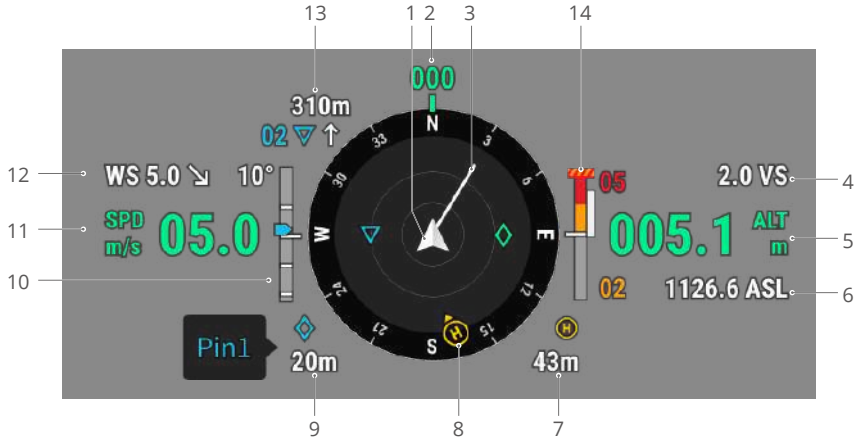 13 1 2 3 14
000
310m
02
N
33 3
12 WS 5.0 10° 30 6 05 2.0 VS 4
11 SPD m/s 05.0 W E 005.1 ALT m 5
10 24 12 02 1126.6 ASL 6
21 S H 15 H
Pin1
20m 43m
9 8 7